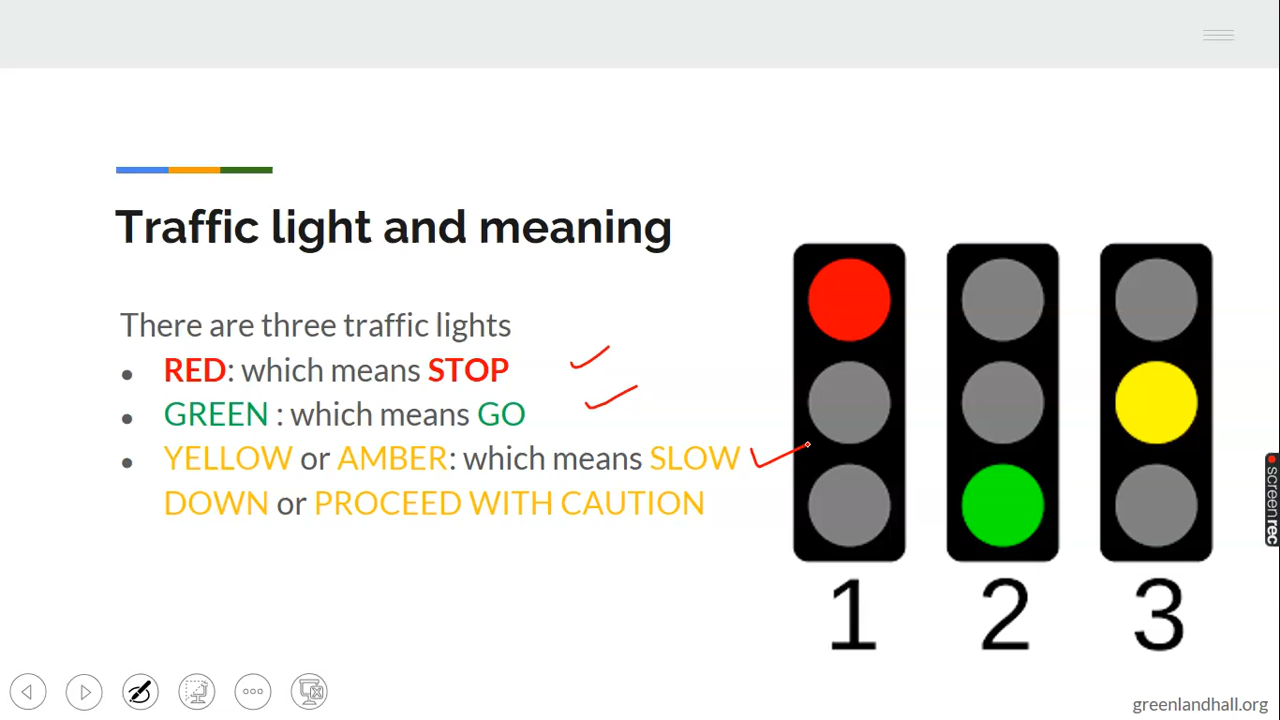 Traffic light and meaning
There are three traffic lights
● RED: which means STOP
● GREEN : which means GO
● YELLOW or AMBER: which means SLOW
DOWN or PROCEED WITH CAUTION
1 2 3
screenrec
greenlandhall.org